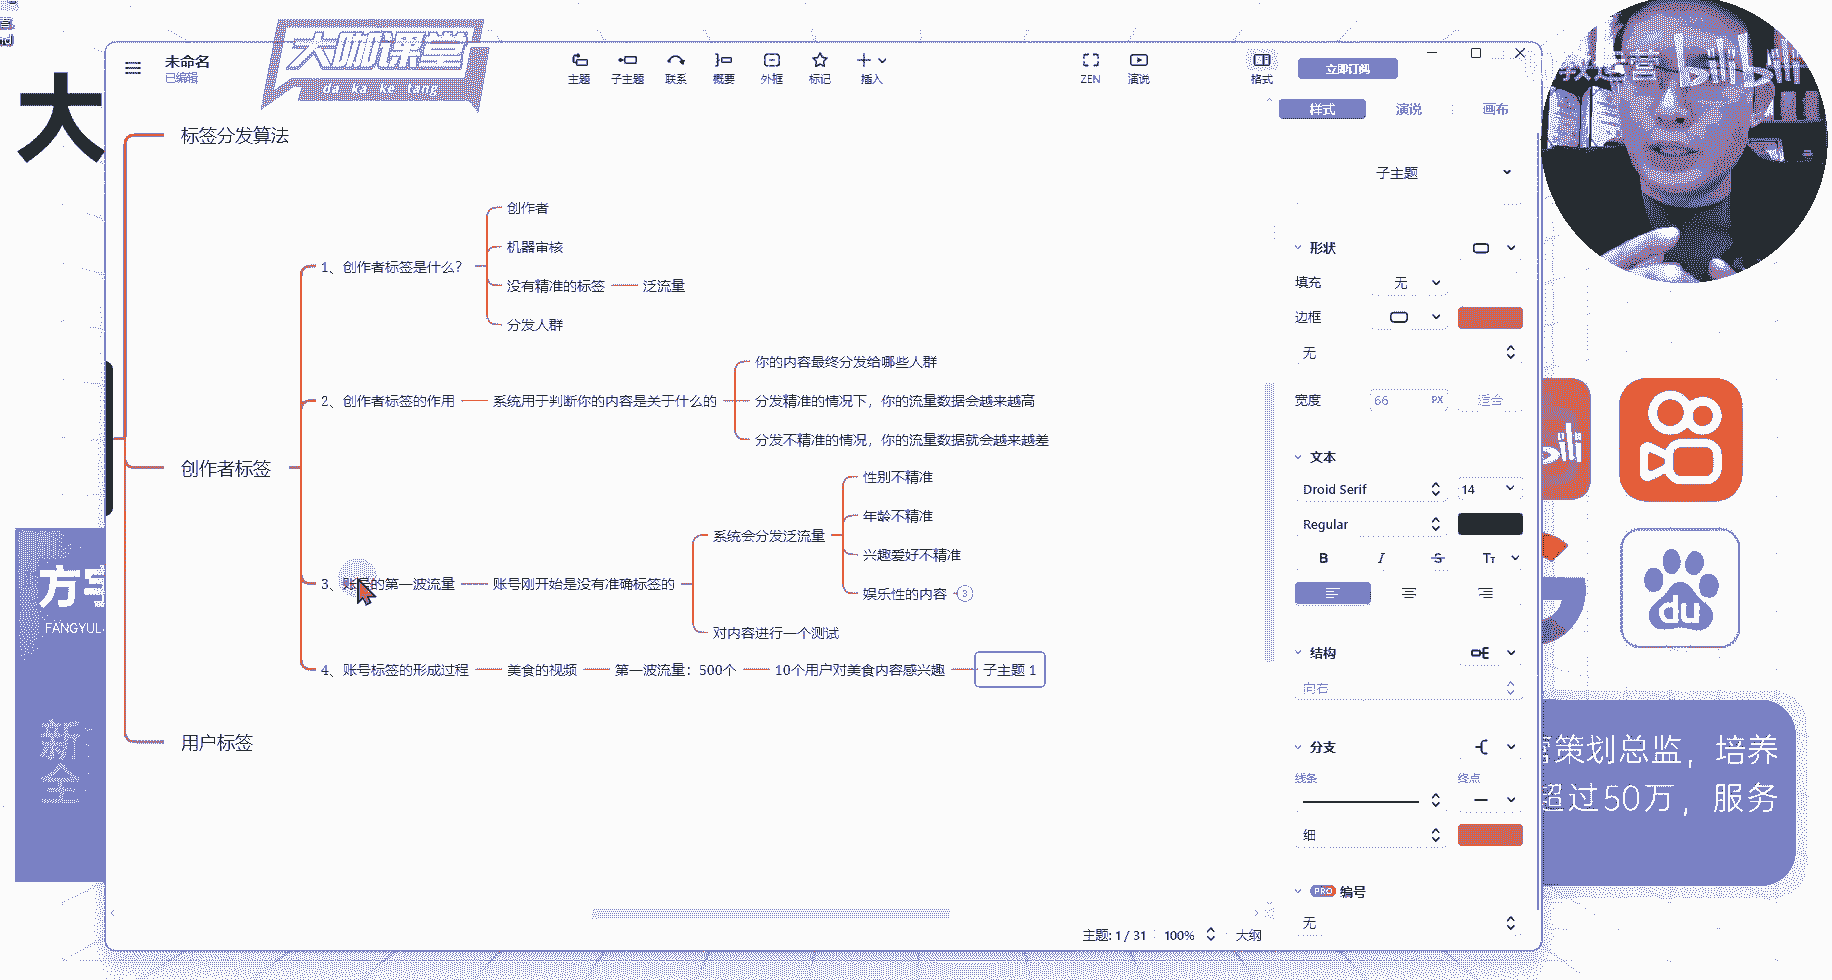 大
大咖课堂
da ka ke tang
未命名
已编辑
主题
子主题
联系
概要
外框
标记
插入
ZEN
演说
格式
立即订阅
样式
演说
画布
bilibili
标签分发算法
创作者标签
用户标签
1、创作者标签是什么？
创作者
机器审核
没有精准的标签
泛流量
分发人群
2、创作者标签的作用
系统用于判断你的内容是关于什么的
你的内容最终分发给哪些人群
分发精准的情况下，你的流量数据会越来越高
分发不精准的情况，你的流量数据就会越来越差
3、账号的第一波流量
账号刚开始是没有准确标签的
系统会分发泛流量
性别不精准
年龄不精准
兴趣爱好不精准
娱乐性的内容
3
对内容进行一个测试
4、账号标签的形成过程
美食的视频
第一波流量：500个
10个用户对美食内容感兴趣
子主题 1
子主题
形状
填充
无
边框
无
宽度
66
PX
适合
文本
Droid Serif
14
Regular
B
I
S
TT
结构
向右
分支
线条
终点
细
PRO 编号
无
主题: 1 / 31
100%
大纲
方
FANGYU
新
全
du
策划总监，培养
超过50万，服务